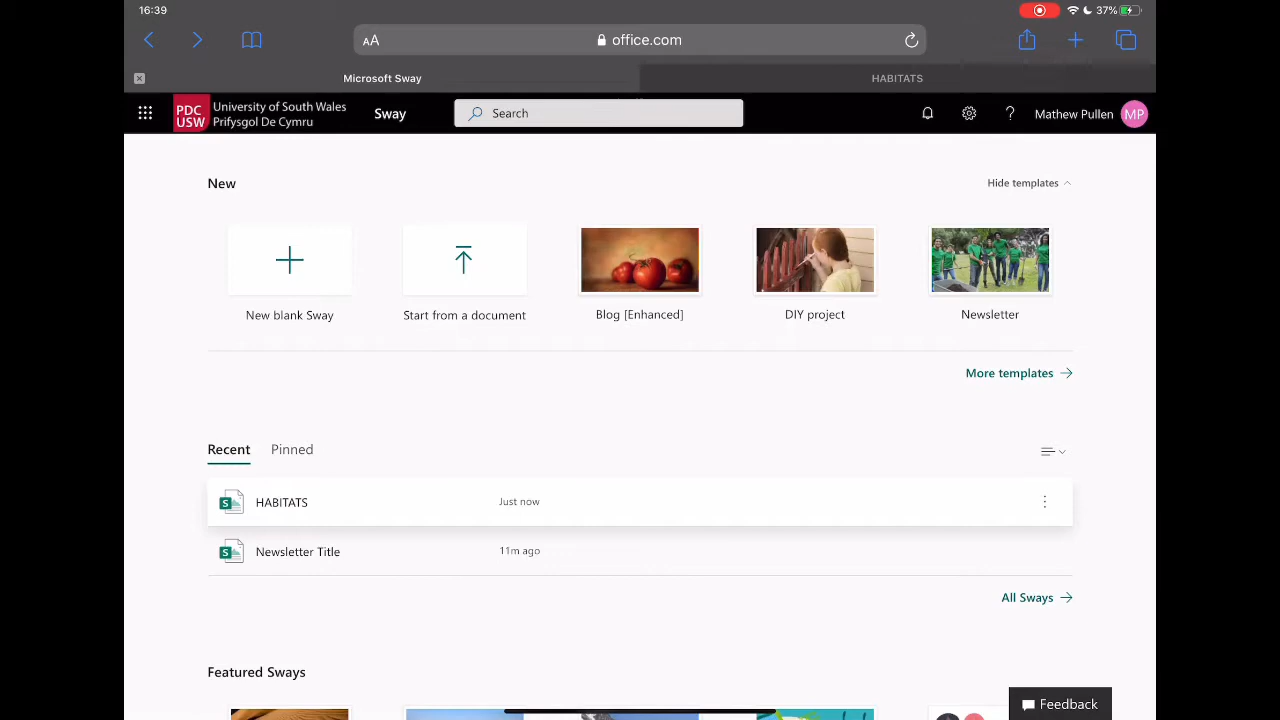 16:39
37%
AA
office.com
Microsoft Sway
HABITATS
PDC
USW
University of South Wales
Prifysgol De Cymru
Sway
Search
?
Mathew Pullen
MP
New
Hide templates
New blank Sway
Start from a document
Blog [Enhanced]
DIY project
Newsletter
More templates
Recent
Pinned
S
HABITATS
Just now
S
Newsletter Title
11m ago
All Sways
Featured Sways
Feedback